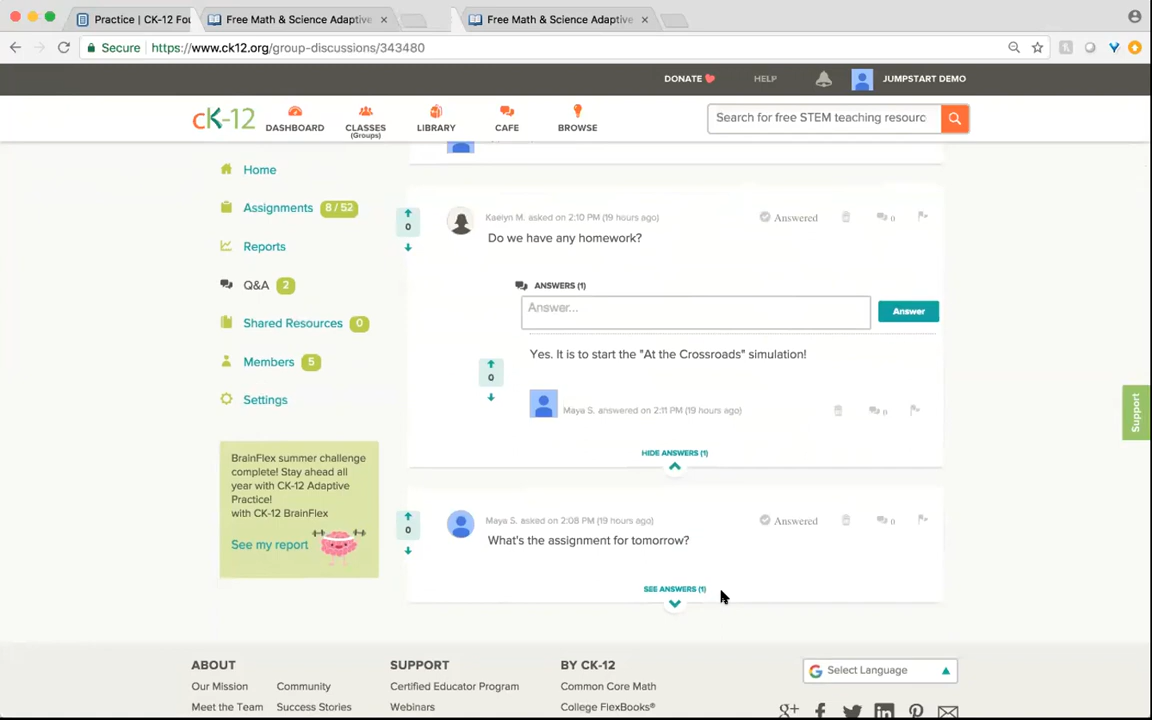 Practice | CK-12 Fou
Free Math & Science Adaptive
Free Math & Science Adaptive
Secure
https://www.ck12.org/group-discussions/343480
DONATE
HELP
JUMPSTART DEMO
cK-12
DASHBOARD
CLASSES
(Groups)
LIBRARY
CAFE
BROWSE
Search for free STEM teaching resourc
Home
Assignments 8 / 52
Reports
Q&A 2
Shared Resources 0
Members 5
Settings
BrainFlex summer challenge
complete! Stay ahead all
year with CK-12 Adaptive
Practice!
with CK-12 BrainFlex
See my report
0
Kaelyn M. asked on 2:10 PM (19 hours ago)
Answered
0
Do we have any homework?
ANSWERS (1)
Answer...
Answer
Yes. It is to start the "At the Crossroads" simulation!
0
Maya S. answered on 2:11 PM (19 hours ago)
0
HIDE ANSWERS (1)
0
Maya S. asked on 2:08 PM (19 hours ago)
Answered
0
What's the assignment for tomorrow?
SEE ANSWERS (1)
Support
ABOUT
Our Mission
Community
Meet the Team
Success Stories
SUPPORT
Certified Educator Program
Webinars
BY CK-12
Common Core Math
College FlexBooks®
G Select Language